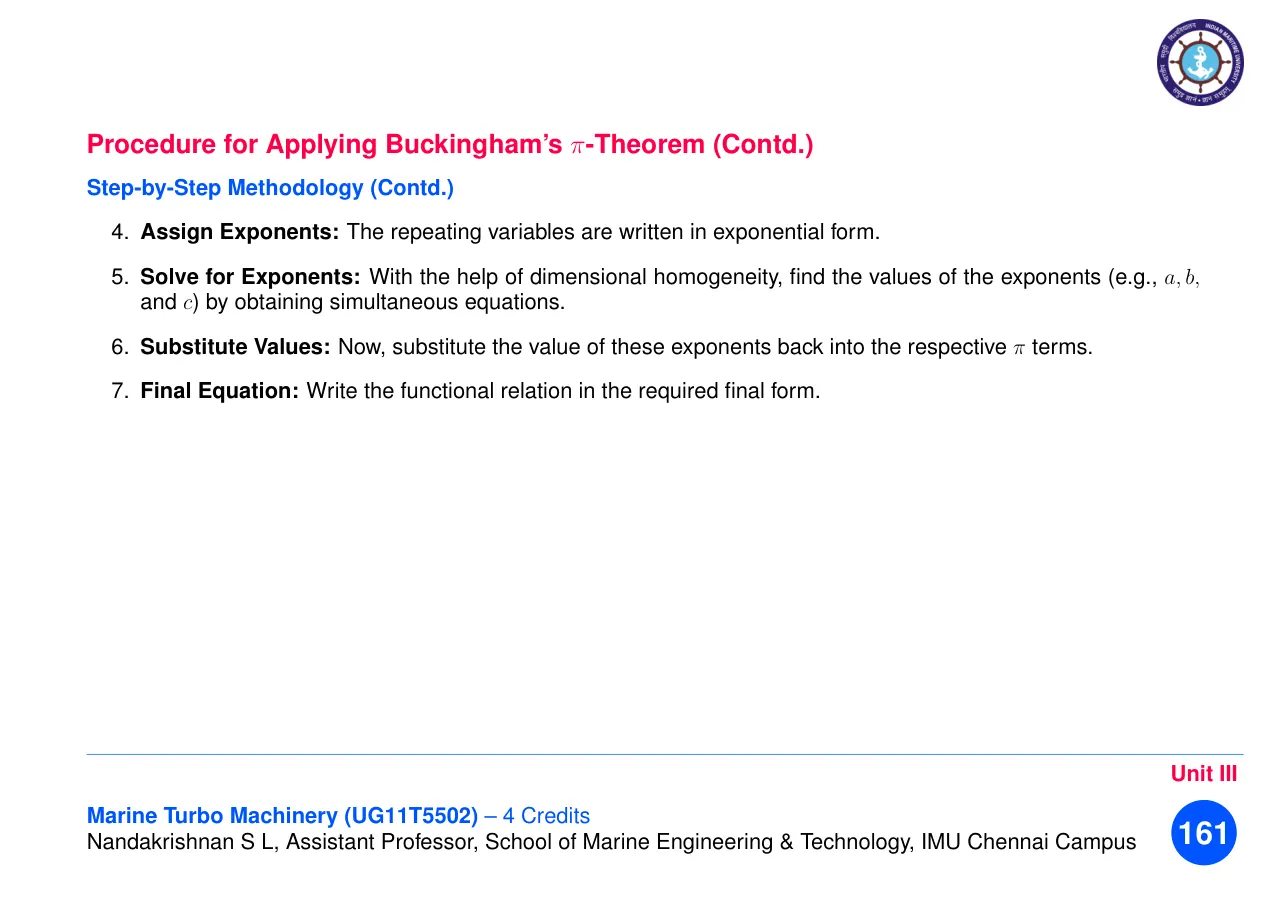 INDIAN MARITIME UNIVERSITY
Procedure for Applying Buckingham's π-Theorem (Contd.)
Step-by-Step Methodology (Contd.)
4. Assign Exponents: The repeating variables are written in exponential form.
5. Solve for Exponents: With the help of dimensional homogeneity, find the values of the exponents (e.g., a, b,
and c) by obtaining simultaneous equations.
6. Substitute Values: Now, substitute the value of these exponents back into the respective π terms.
7. Final Equation: Write the functional relation in the required final form.
Unit III
Marine Turbo Machinery (UG11T5502) – 4 Credits
Nandakrishnan S L, Assistant Professor, School of Marine Engineering & Technology, IMU Chennai Campus
161